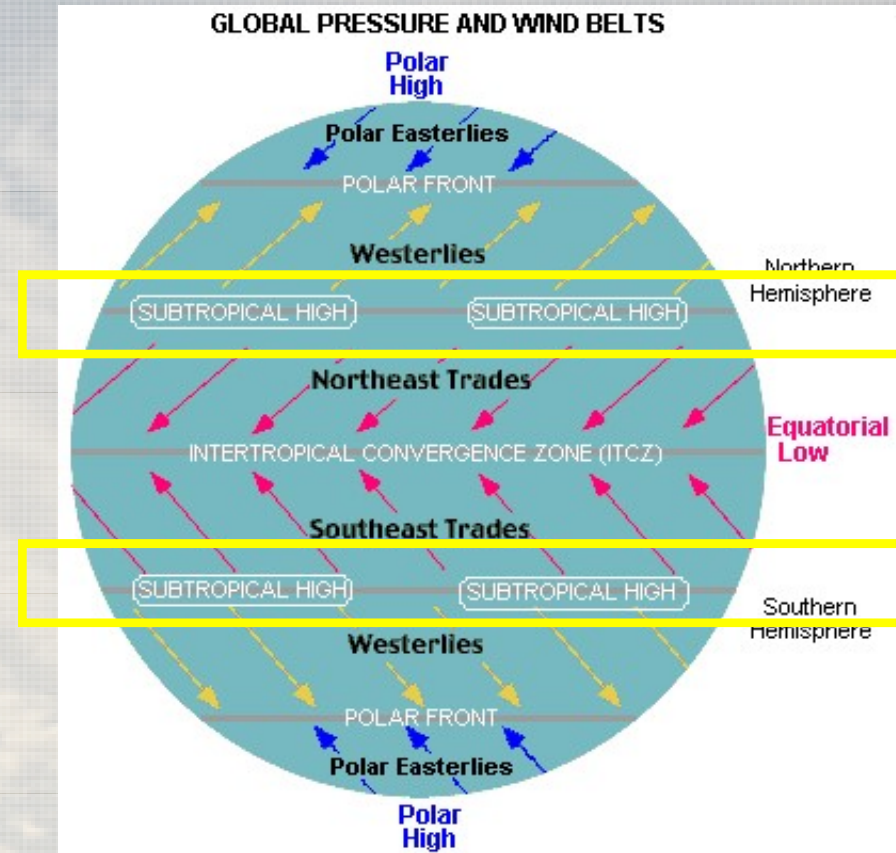 GLOBAL PRESSURE AND WIND BELTS
Polar
High
Polar Easterlies
POLAR FRONT
Westerlies
Northern
Hemisphere
SUBTROPICAL HIGH SUBTROPICAL HIGH
Northeast Trades
Equatorial
Low
INTERTROPICAL CONVERGENCE ZONE (ITCZ)
Southeast Trades
SUBTROPICAL HIGH SUBTROPICAL HIGH
Southern
Hemisphere
Westerlies
POLAR FRONT
Polar Easterlies
Polar
High